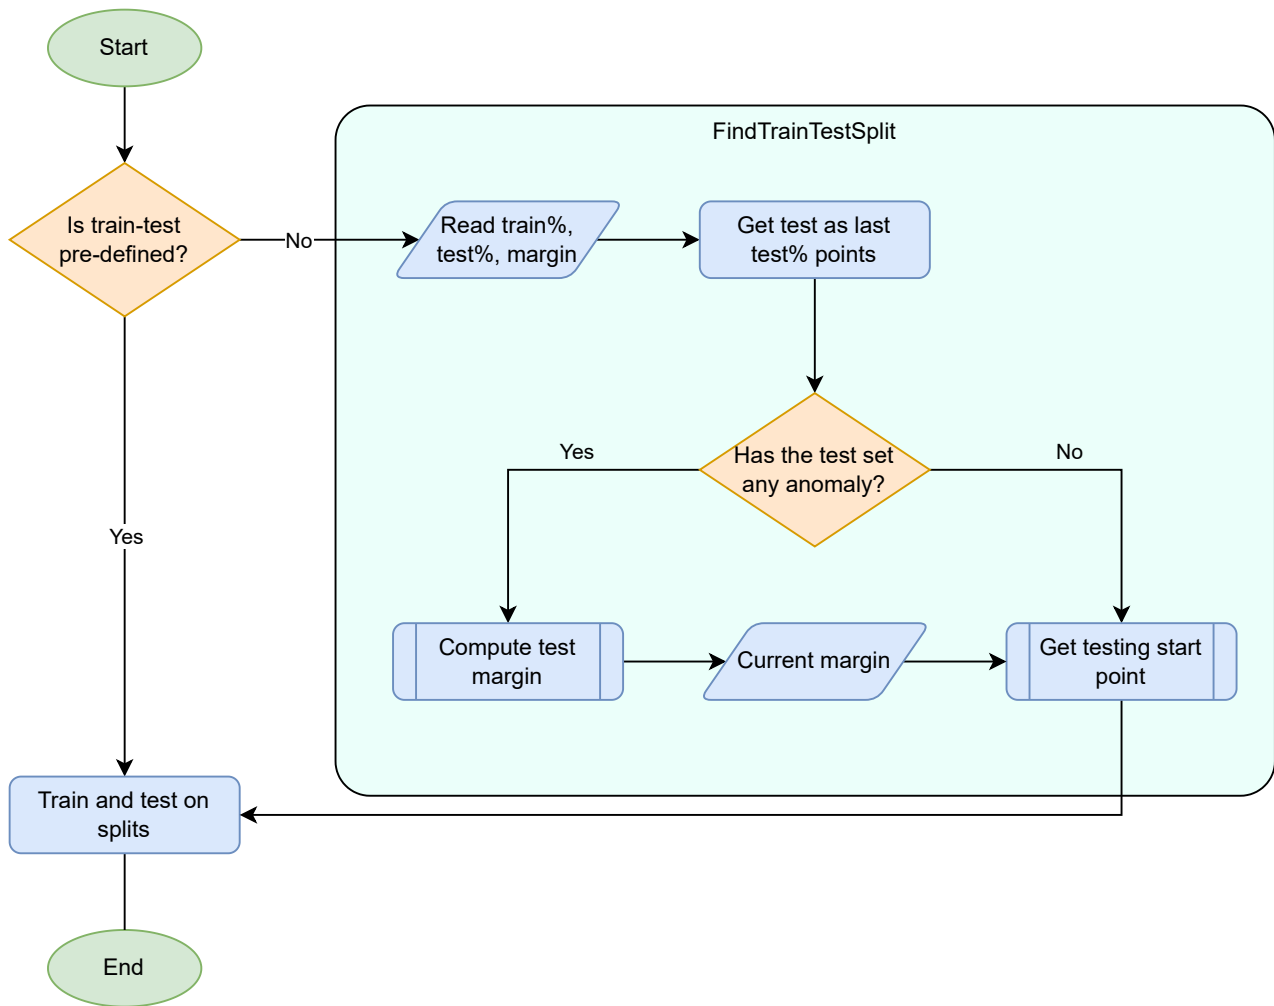 Start
FindTrainTestSplit
Is train-test
pre-defined?
No
Read train%,
test%, margin
Get test as last
test% points
Has the test set
any anomaly?
Yes
No
Yes
Compute test
margin
Current margin
Get testing start
point
Train and test on
splits
End